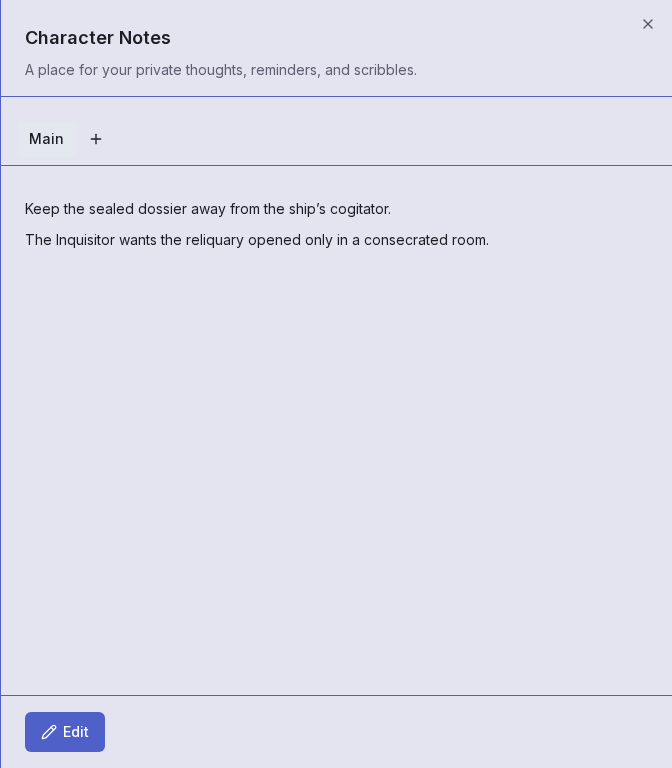 Character Notes
A place for your private thoughts, reminders, and scribbles.
Main
Keep the sealed dossier away from the ship’s cogitator.
The Inquisitor wants the reliquary opened only in a consecrated room.
Edit